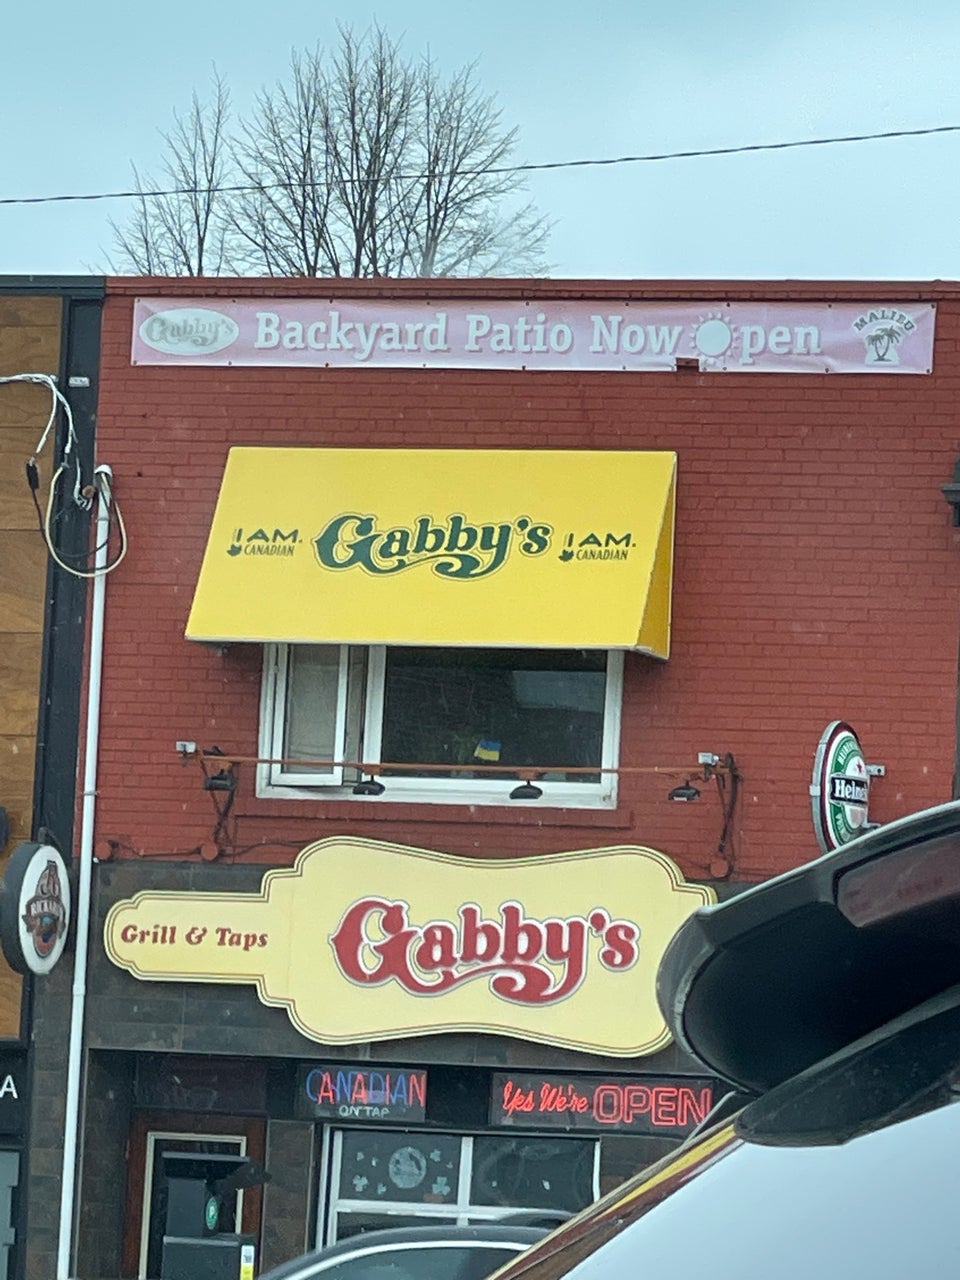 Gabby's Backyard Patio Now Open MALIBU
I AM. CANADIAN Gabby's I AM. CANADIAN
Grill & Taps Gabby's
RICKARD'S
CANADIAN
ON TAP
Yes We're OPEN
A
P